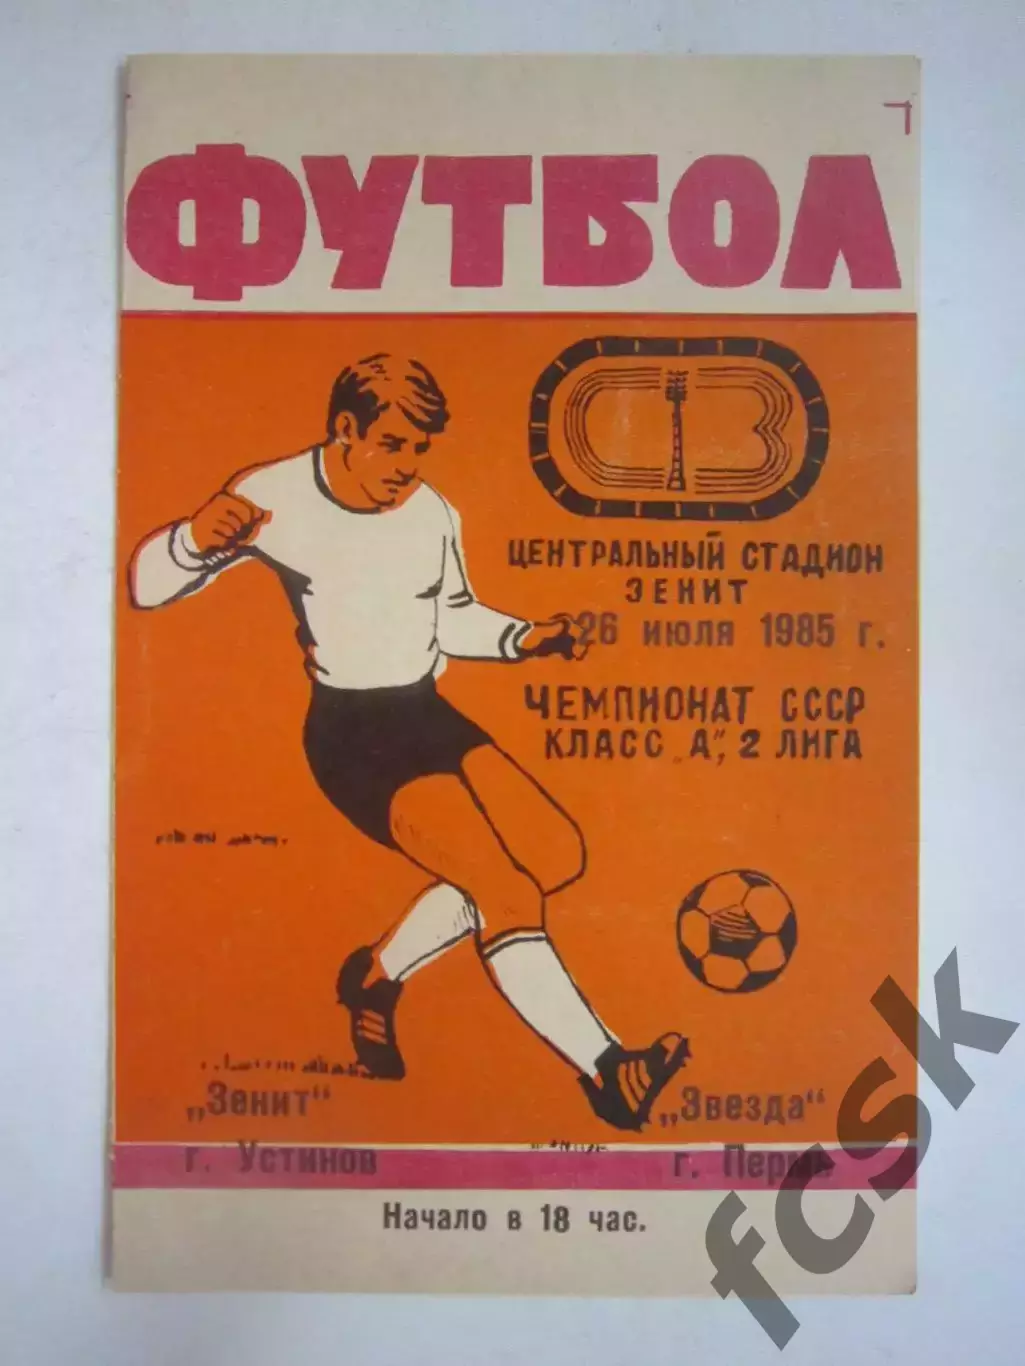 ФУТБОЛ
ЦЕНТРАЛЬНЫЙ СТАДИОН
ЗЕНИТ
26 июля 1985 г.
ЧЕМПИОНАТ СССР
КЛАСС „А", 2 ЛИГА
„Зенит"
„Звезда"
г. Устинов
г. Пермь
Начало в 18 час.
fcsk